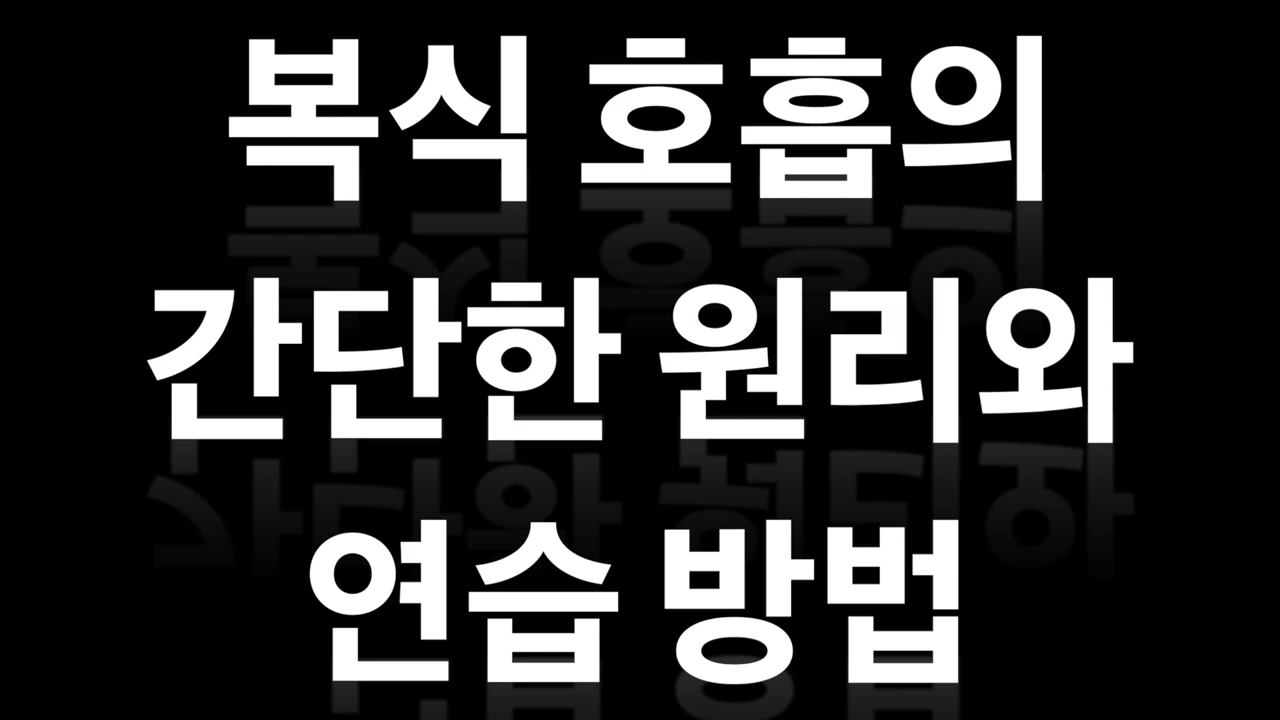 복식 호흡의
간단한 원리와
연습 방법